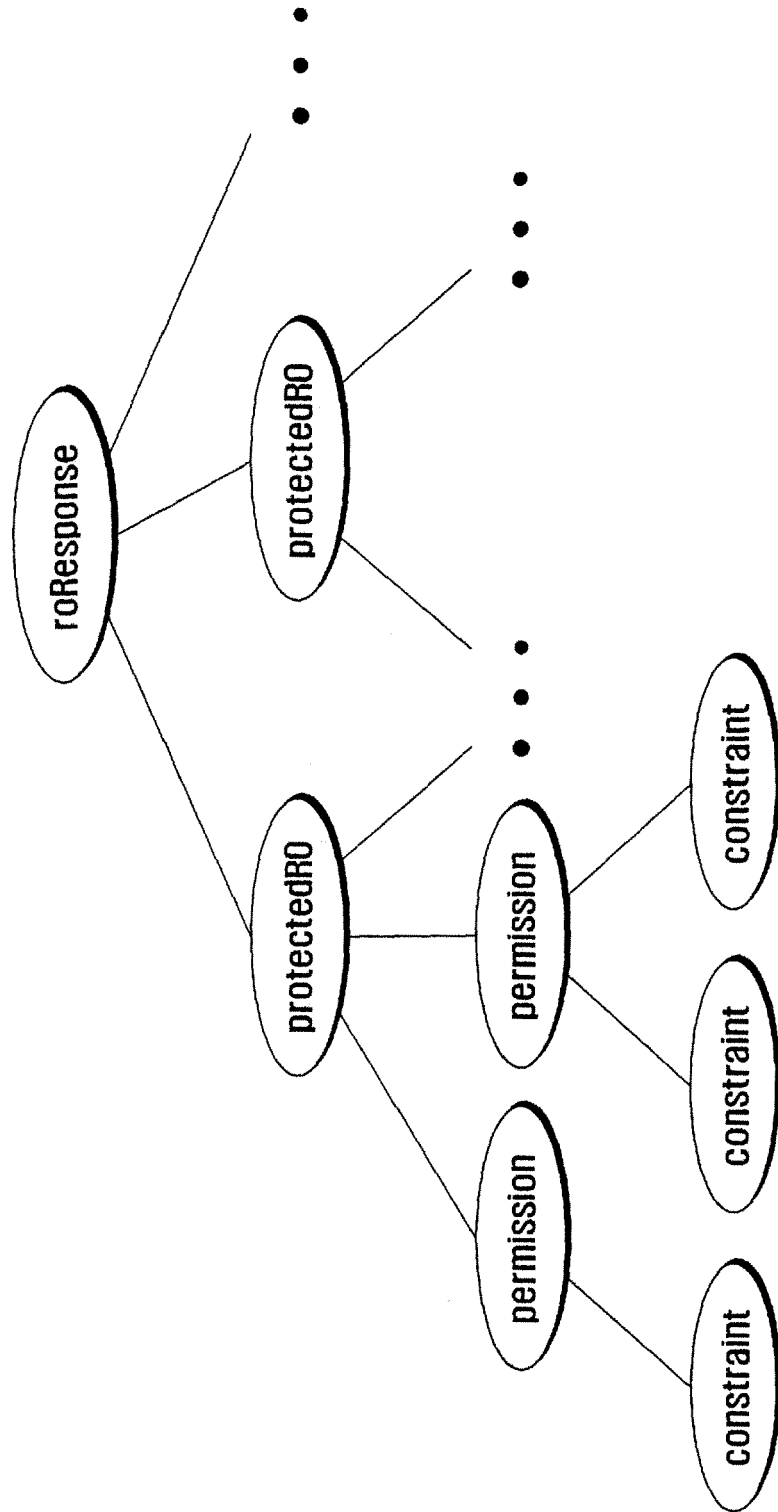 roResponse
protectedRO
protectedRO
permission
permission
constraint
constraint
constraint